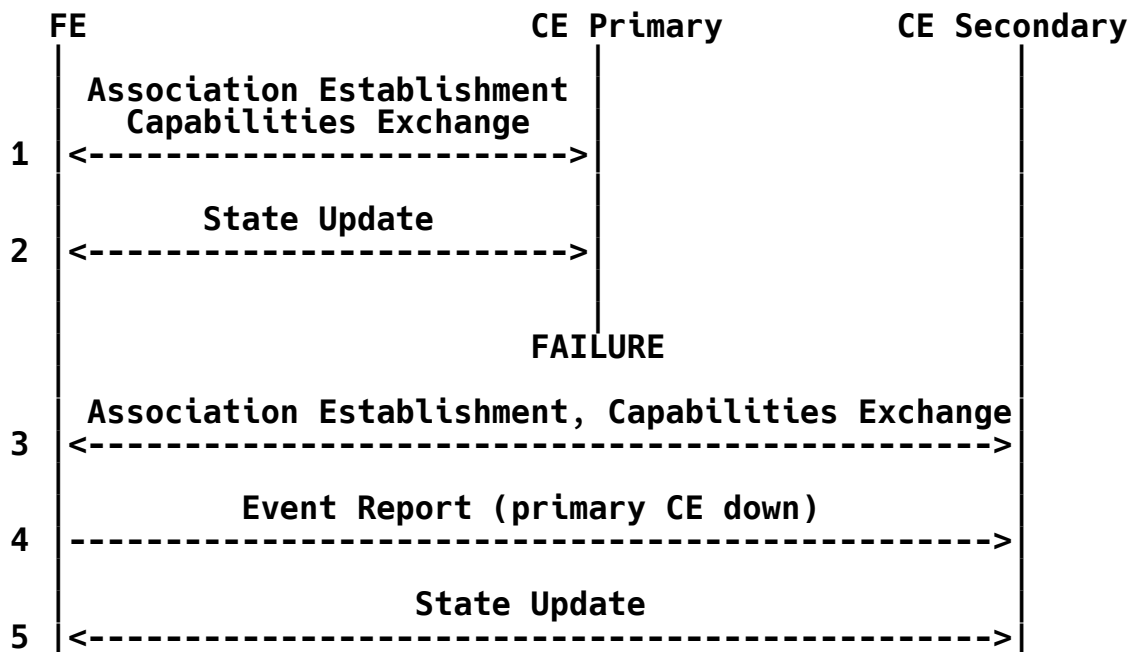 FE CE Primary CE Secondary
Association Establishment
Capabilities Exchange
1 |<------------------------->|
State Update
2 |<------------------------->|
FAILURE
Association Establishment, Capabilities Exchange
3 |<----------------------------------------------->|
Event Report (primary CE down)
4 |------------------------------------------------>|
State Update
5 |<----------------------------------------------->|